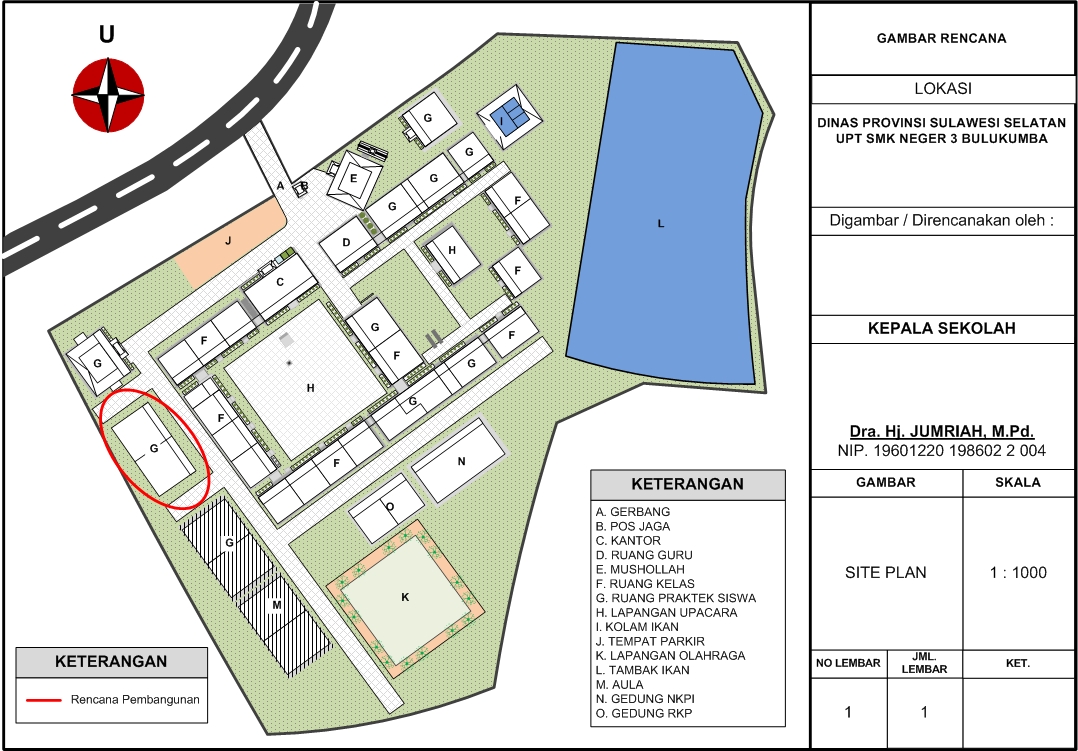 U
G
I
G
E
G
A
B
G
F
G
J
D
H
L
C
F
G
F
F
F
G
G
H
G
F
G
F
N
O
G
K
M
KETERANGAN
Rencana Pembangunan
KETERANGAN
A. GERBANG
B. POS JAGA
C. KANTOR
D. RUANG GURU
E. MUSHOLLAH
F. RUANG KELAS
G. RUANG PRAKTEK SISWA
H. LAPANGAN UPACARA
I. KOLAM IKAN
J. TEMPAT PARKIR
K. LAPANGAN OLAHRAGA
L. TAMBAK IKAN
M. AULA
N. GEDUNG NKPI
O. GEDUNG RKP
GAMBAR RENCANA
LOKASI
DINAS PROVINSI SULAWESI SELATAN
UPT SMK NEGER 3 BULUKUMBA
Digambar / Direncanakan oleh :
KEPALA SEKOLAH
Dra. Hj. JUMRIAH, M.Pd.
NIP. 19601220 198602 2 004
GAMBAR SKALA
SITE PLAN 1 : 1000
NO LEMBAR JML. LEMBAR KET.
1 1